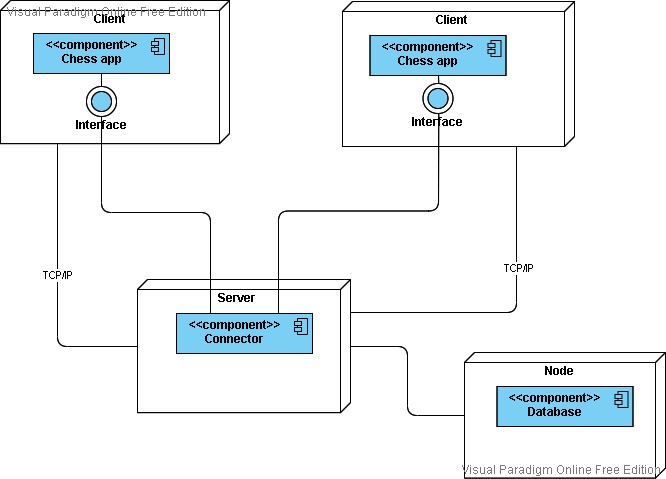 Visual Paradigm Online Free Edition
Client
<<component>>
Chess app
Interface
Client
<<component>>
Chess app
Interface
TCP/IP
TCP/IP
Server
<<component>>
Connector
Node
<<component>>
Database
Visual Paradigm Online Free Edition